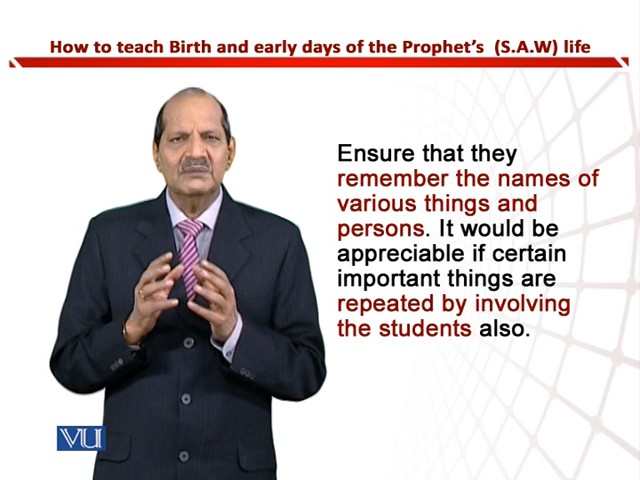 How to teach Birth and early days of the Prophet's  (S.A.W) life
Ensure that they
remember the names of
various things and
persons. It would be
appreciable if certain
important things are
repeated by involving
the students also.
VU